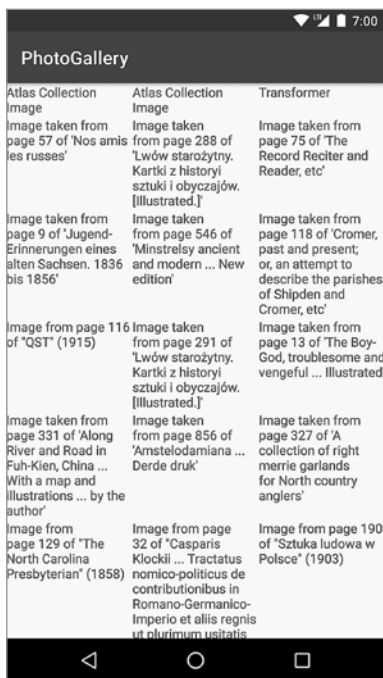 LTE 7:00
PhotoGallery
Atlas Collection
Image
Atlas Collection
Image
Transformer
Image taken from
page 57 of 'Nos amis
les russes'
Image taken
from page 288 of
'Lwów starożytny.
Kartki z historyi
sztuki i obyczajów.
[Illustrated.]'
Image taken from
page 75 of 'The
Record Reciter and
Reader, etc'
Image taken from
page 9 of 'Jugend-
Erinnerungen eines
alten Sachsen. 1836
bis 1856'
Image taken
from page 546 of
'Minstrelsy ancient
and modern ... New
edition'
Image taken from
page 118 of 'Cromer,
past and present;
or, an attempt to
describe the parishes
of Shipden and
Cromer, etc'
Image from page 116
of "QST" (1915)
Image taken
from page 291 of
'Lwów starożytny.
Kartki z historyi
sztuki i obyczajów.
[Illustrated.]'
Image taken from
page 13 of 'The Boy-
God, troublesome and
vengeful ... Illustrated'
Image taken from
page 331 of 'Along
River and Road in
Fuh-Kien, China ...
With a map and
illustrations ... by the
author'
Image taken
from page 856 of
'Amstelodamiana ...
Derde druk'
Image taken from
page 327 of 'A
collection of right
merrie garlands
for North country
anglers'
Image from
page 129 of "The
North Carolina
Presbyterian" (1858)
Image from page
32 of "Casparis
Klockii ... Tractatus
nomico-politicus de
contributionibus in
Romano-Germanico-
Imperio et aliis regnis
ut plurimum usitatis
Image from page 190
of "Sztuka ludowa w
Polsce" (1903)